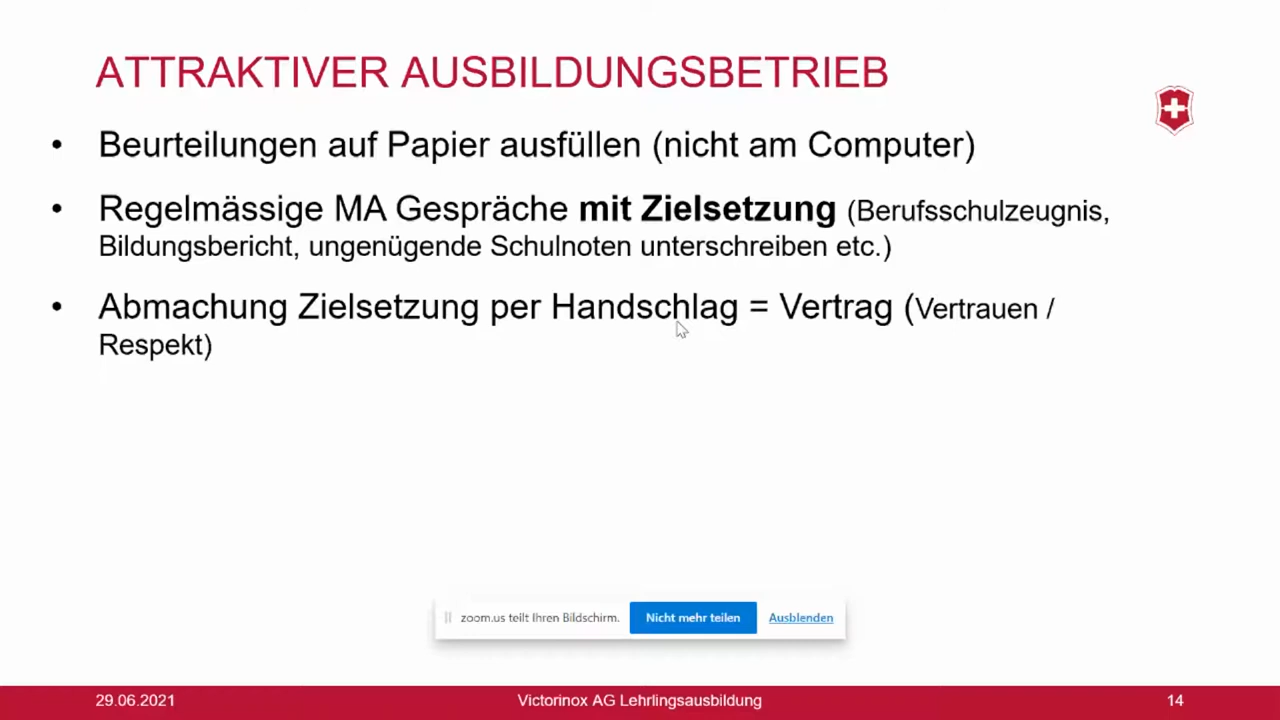 ATTRAKTIVER AUSBILDUNGSBETRIEB
• Beurteilungen auf Papier ausfüllen (nicht am Computer)
• Regelmässige MA Gespräche mit Zielsetzung (Berufsschulzeugnis,
Bildungsbericht, ungenügende Schulnoten unterschreiben etc.)
• Abmachung Zielsetzung per Handschlag = Vertrag (Vertrauen /
Respekt)
zoom.us teilt Ihren Bildschirm. Nicht mehr teilen Ausblenden
29.06.2021 Victorinox AG Lehrlingsausbildung 14